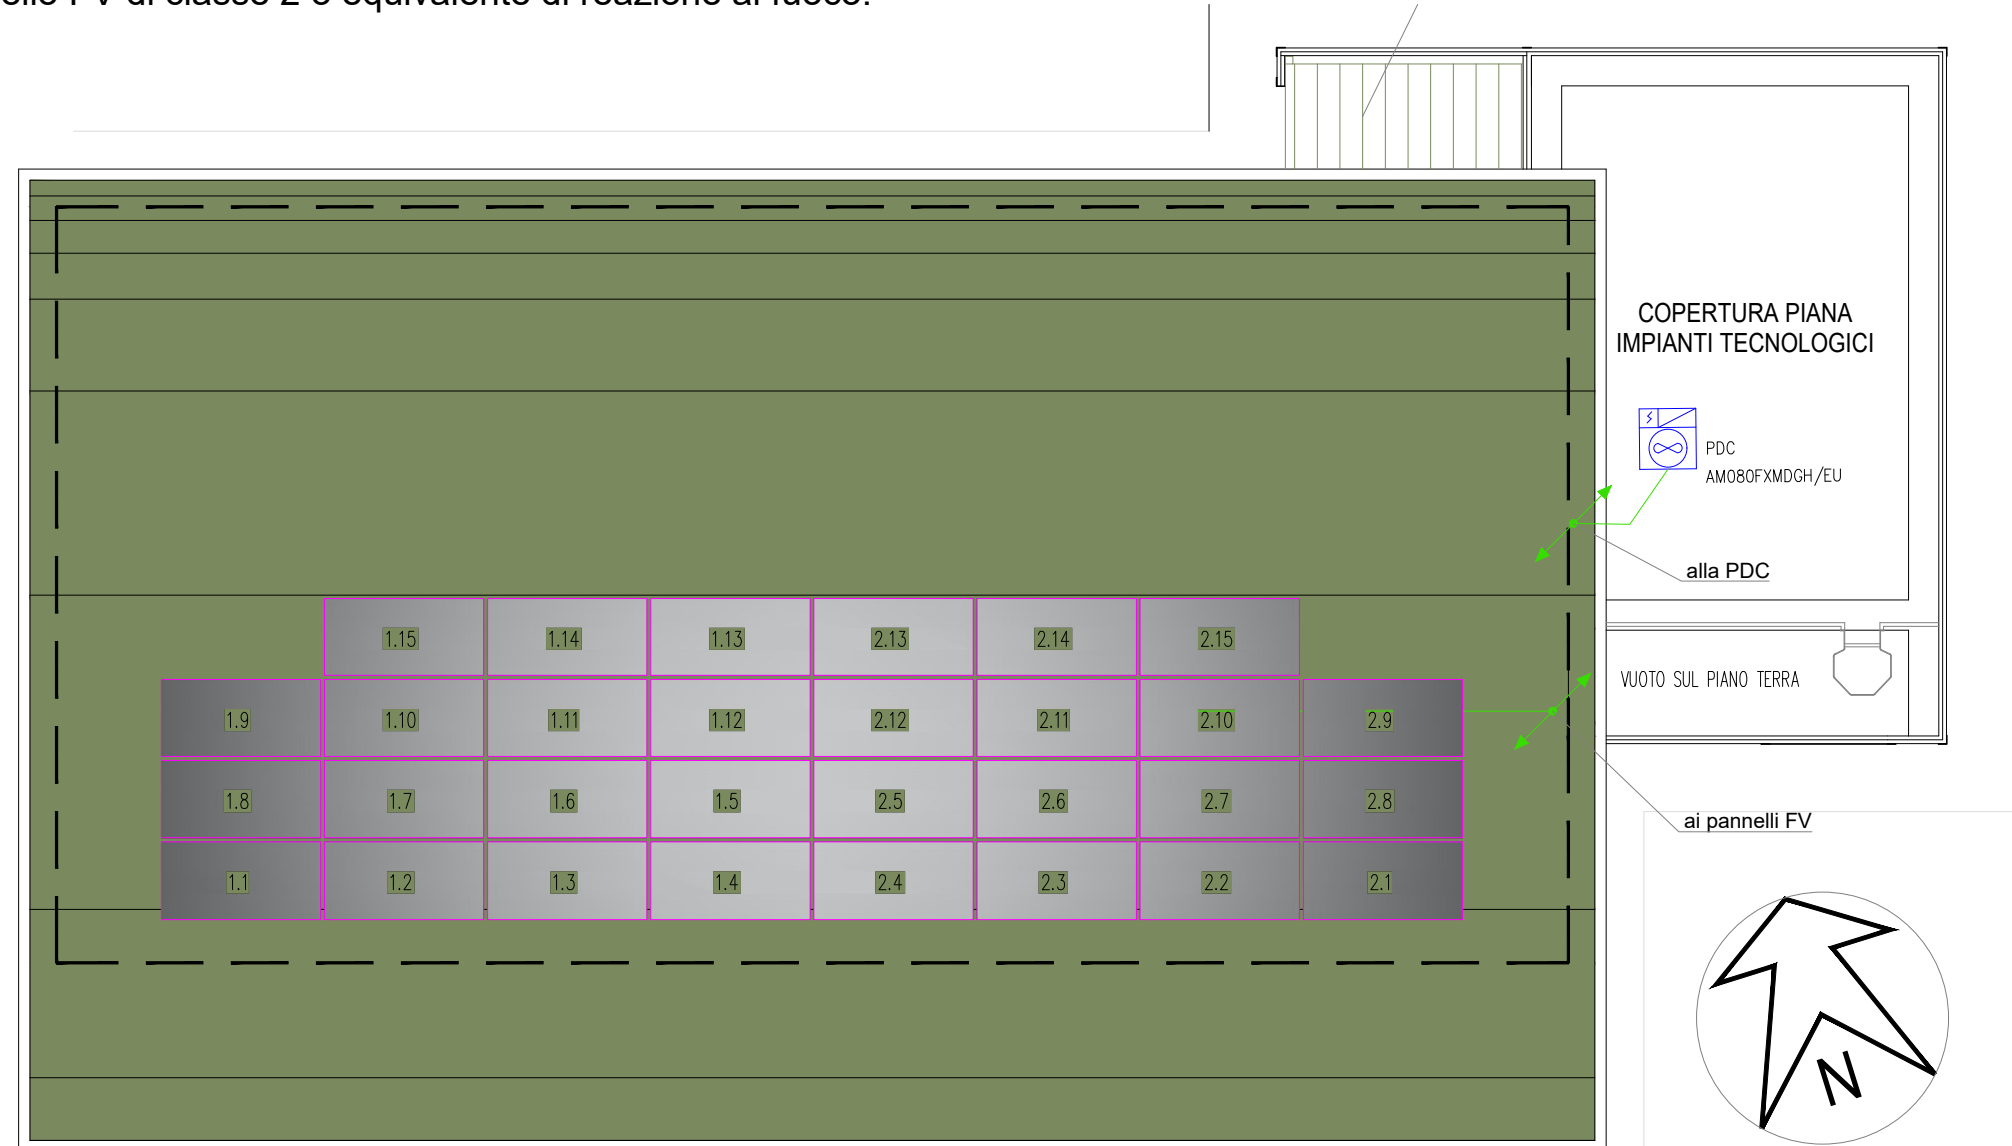 COPERTURA PIANA
IMPIANTI TECNOLOGICI
PDC
AM080FXMDGH/EU
alla PDC
1.15 1.14 1.13 2.13 2.14 2.15
1.9 1.10 1.11 1.12 2.12 2.11 2.10 2.9
VUOTO SUL PIANO TERRA
1.8 1.7 1.6 1.5 2.5 2.6 2.7 2.8
ai pannelli FV
1.1 1.2 1.3 1.4 2.4 2.3 2.2 2.1
N